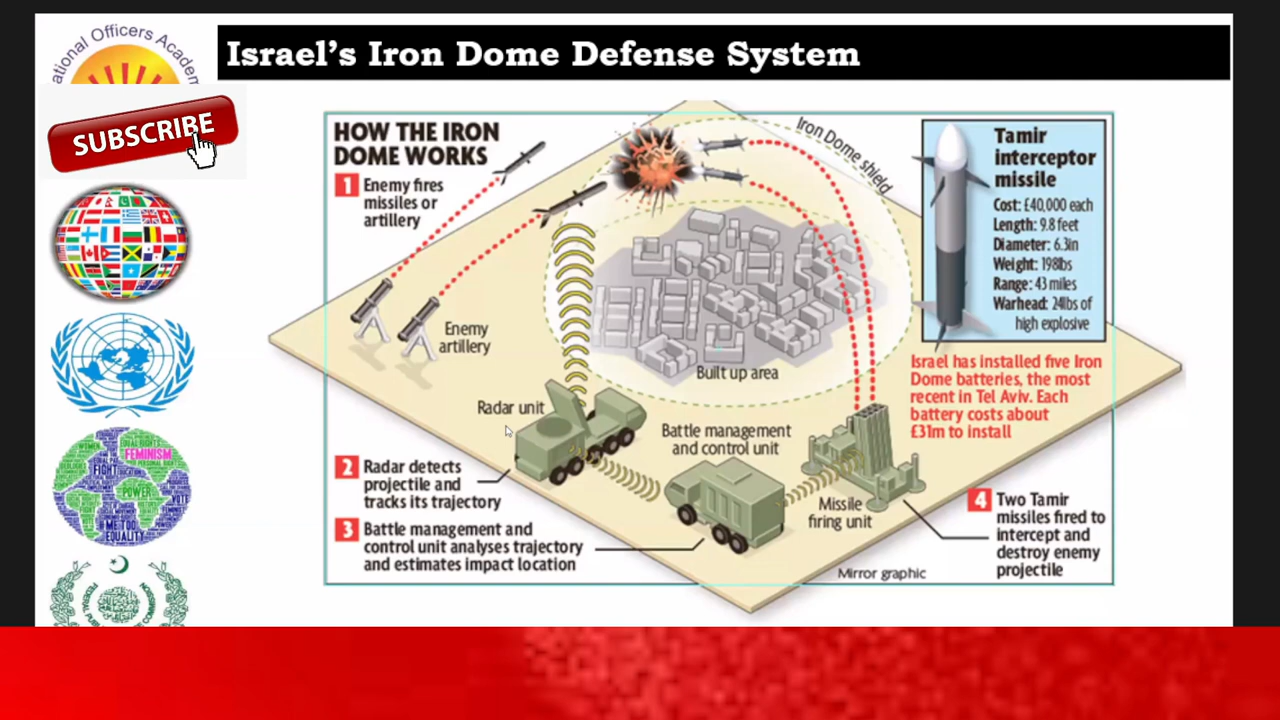 ational Officers Acade
Israel's Iron Dome Defense System
SUBSCRIBE
HOW THE IRON
DOME WORKS
1 Enemy fires
missiles or
artillery
Iron Dome shield
Tamir
interceptor
missile
Cost: £40,000 each
Length: 9.8 feet
Diameter: 6.3in
Weight: 198lbs
Range: 43 miles
Warhead: 24lbs of
high explosive
Enemy
artillery
Built up area
Israel has installed five Iron
Dome batteries, the most
recent in Tel Aviv. Each
battery costs about
£31m to install
Radar unit
Battle management
and control unit
2 Radar detects
projectile and
tracks its trajectory
Missile
firing unit
3 Battle management and
control unit analyses trajectory
and estimates impact location
4 Two Tamir
missiles fired to
intercept and
destroy enemy
projectile
Mirror graphic
FEMINISM
FIGHT
POWER
#METOO
EQUALITY